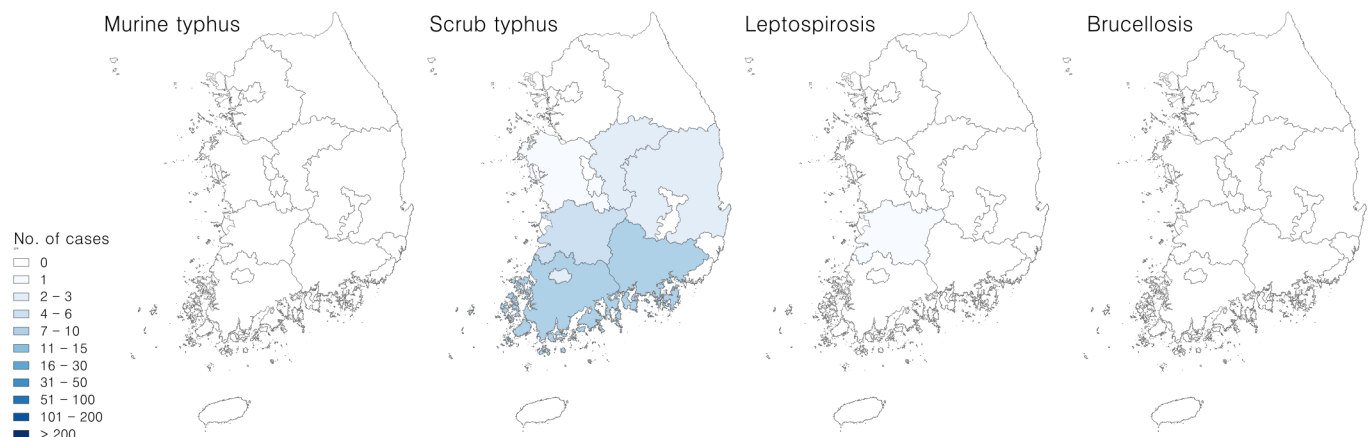 Murine typhus
Scrub typhus
Leptospirosis
Brucellosis
No. of cases
0
1
2 – 3
4 – 6
7 – 10
11 – 15
16 – 30
31 – 50
51 – 100
101 – 200
> 200